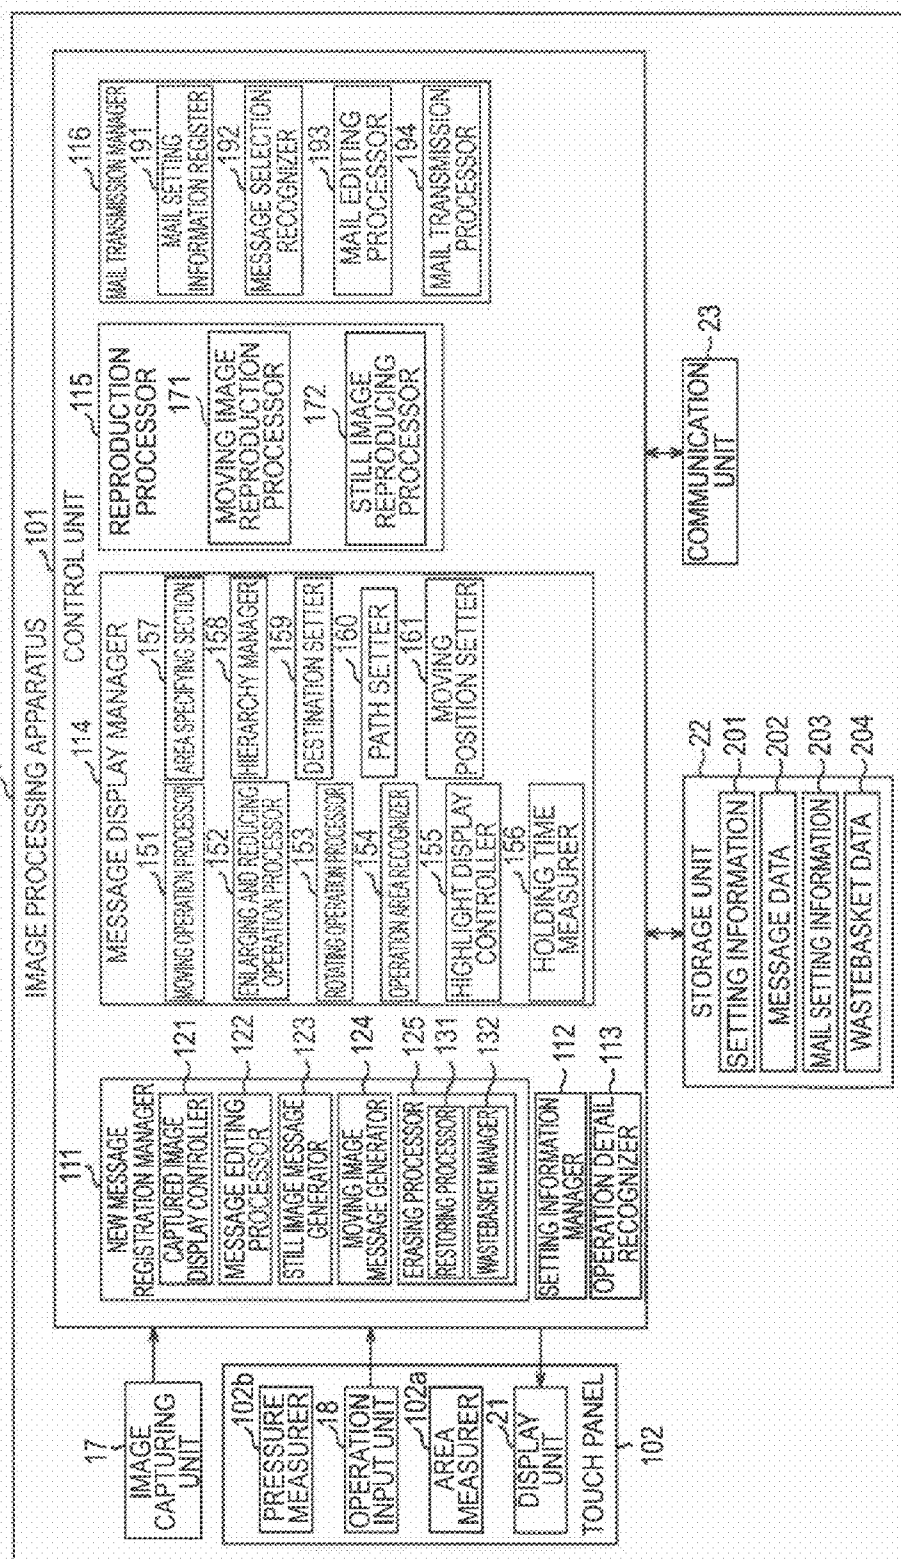 IMAGE PROCESSING APPARATUS
101
CONTROL UNIT
17
IMAGE
CAPTURING
UNIT
102b
PRESSURE
MEASURER
18
OPERATION
INPUT UNIT
102a
AREA
MEASURER
21
DISPLAY
UNIT
TOUCH PANEL
102
111
NEW MESSAGE
REGISTRATION MANAGER
CAPTURED IMAGE
DISPLAY CONTROLLER
121
MESSAGE EDITING
PROCESSOR
122
STILL IMAGE MESSAGE
GENERATOR
123
MOVING IMAGE
MESSAGE GENERATOR
124
ERASING PROCESSOR
125
RESTORING PROCESSOR
131
WASTEBASKET MANAGER
132
SETTING INFORMATION
MANAGER
112
OPERATION DETAIL
RECOGNIZER
113
114
MESSAGE DISPLAY MANAGER
151
MOVING OPERATION PROCESSOR
152
ENLARGING AND REDUCING
OPERATION PROCESSOR
153
ROTATING OPERATION PROCESSOR
154
OPERATION AREA RECOGNIZER
155
HIGHLIGHT DISPLAY
CONTROLLER
156
HOLDING TIME
MEASURER
157
AREA SPECIFYING SECTION
158
HIERARCHY MANAGER
159
DESTINATION SETTER
160
PATH SETTER
161
MOVING
POSITION SETTER
115
REPRODUCTION
PROCESSOR
171
MOVING IMAGE
REPRODUCTION
PROCESSOR
172
STILL IMAGE
REPRODUCING
PROCESSOR
116
MAIL TRANSMISSION MANAGER
191
MAIL SETTING
INFORMATION REGISTER
192
MESSAGE SELECTION
RECOGNIZER
193
MAIL EDITING
PROCESSOR
194
MAIL TRANSMISSION
PROCESSOR
STORAGE UNIT
22
SETTING INFORMATION
201
MESSAGE DATA
202
MAIL SETTING INFORMATION
203
WASTEBASKET DATA
204
COMMUNICATION
UNIT
23